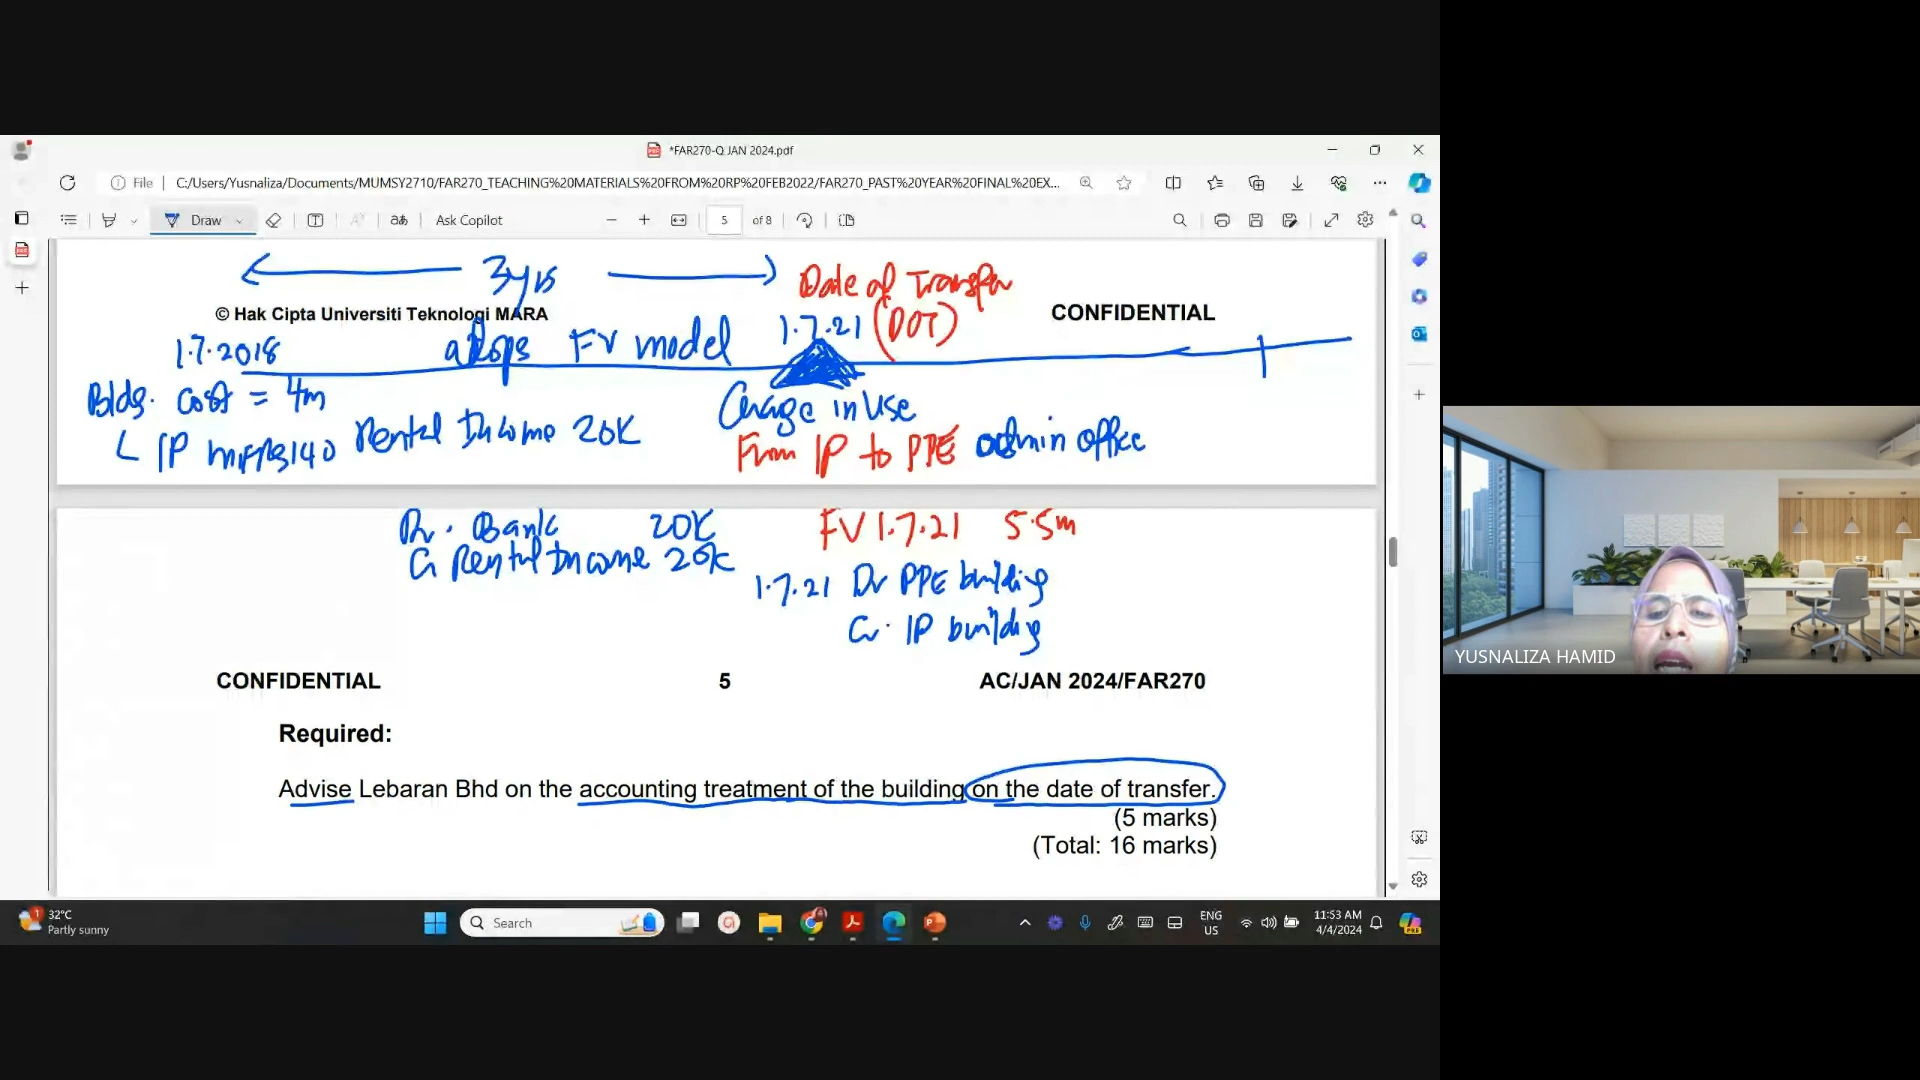 *FAR270-Q JAN 2024.pdf
File | C:/Users/Yusnaliza/Documents/MUMSY2710/FAR270_TEACHING%20MATERIALS%20FROM%20RP%20FEB2022/FAR270_PAST%20YEAR%20FINAL%20EX...
Draw
Ask Copilot
5 of 8
3yrs
Date of Transfer
© Hak Cipta Universiti Teknologi MARA
CONFIDENTIAL
1.7.2018 adops FV model 1.7.21 (DOT)
Bldg. Cost = 4m
Change in Use
IP MFRS140 Rental Income 20K
From IP to PPE admin office
Dr. Bank 20K
FV 1.7.21 5.5m
Cr Rental Income 20K
1.7.21 Dr PPE building
Cr. IP building
CONFIDENTIAL 5 AC/JAN 2024/FAR270
Required:
Advise Lebaran Bhd on the accounting treatment of the building on the date of transfer.
(5 marks)
(Total: 16 marks)
YUSNALIZA HAMID
1
32°C
Partly sunny
Search
ENG
US
11:53 AM
4/4/2024